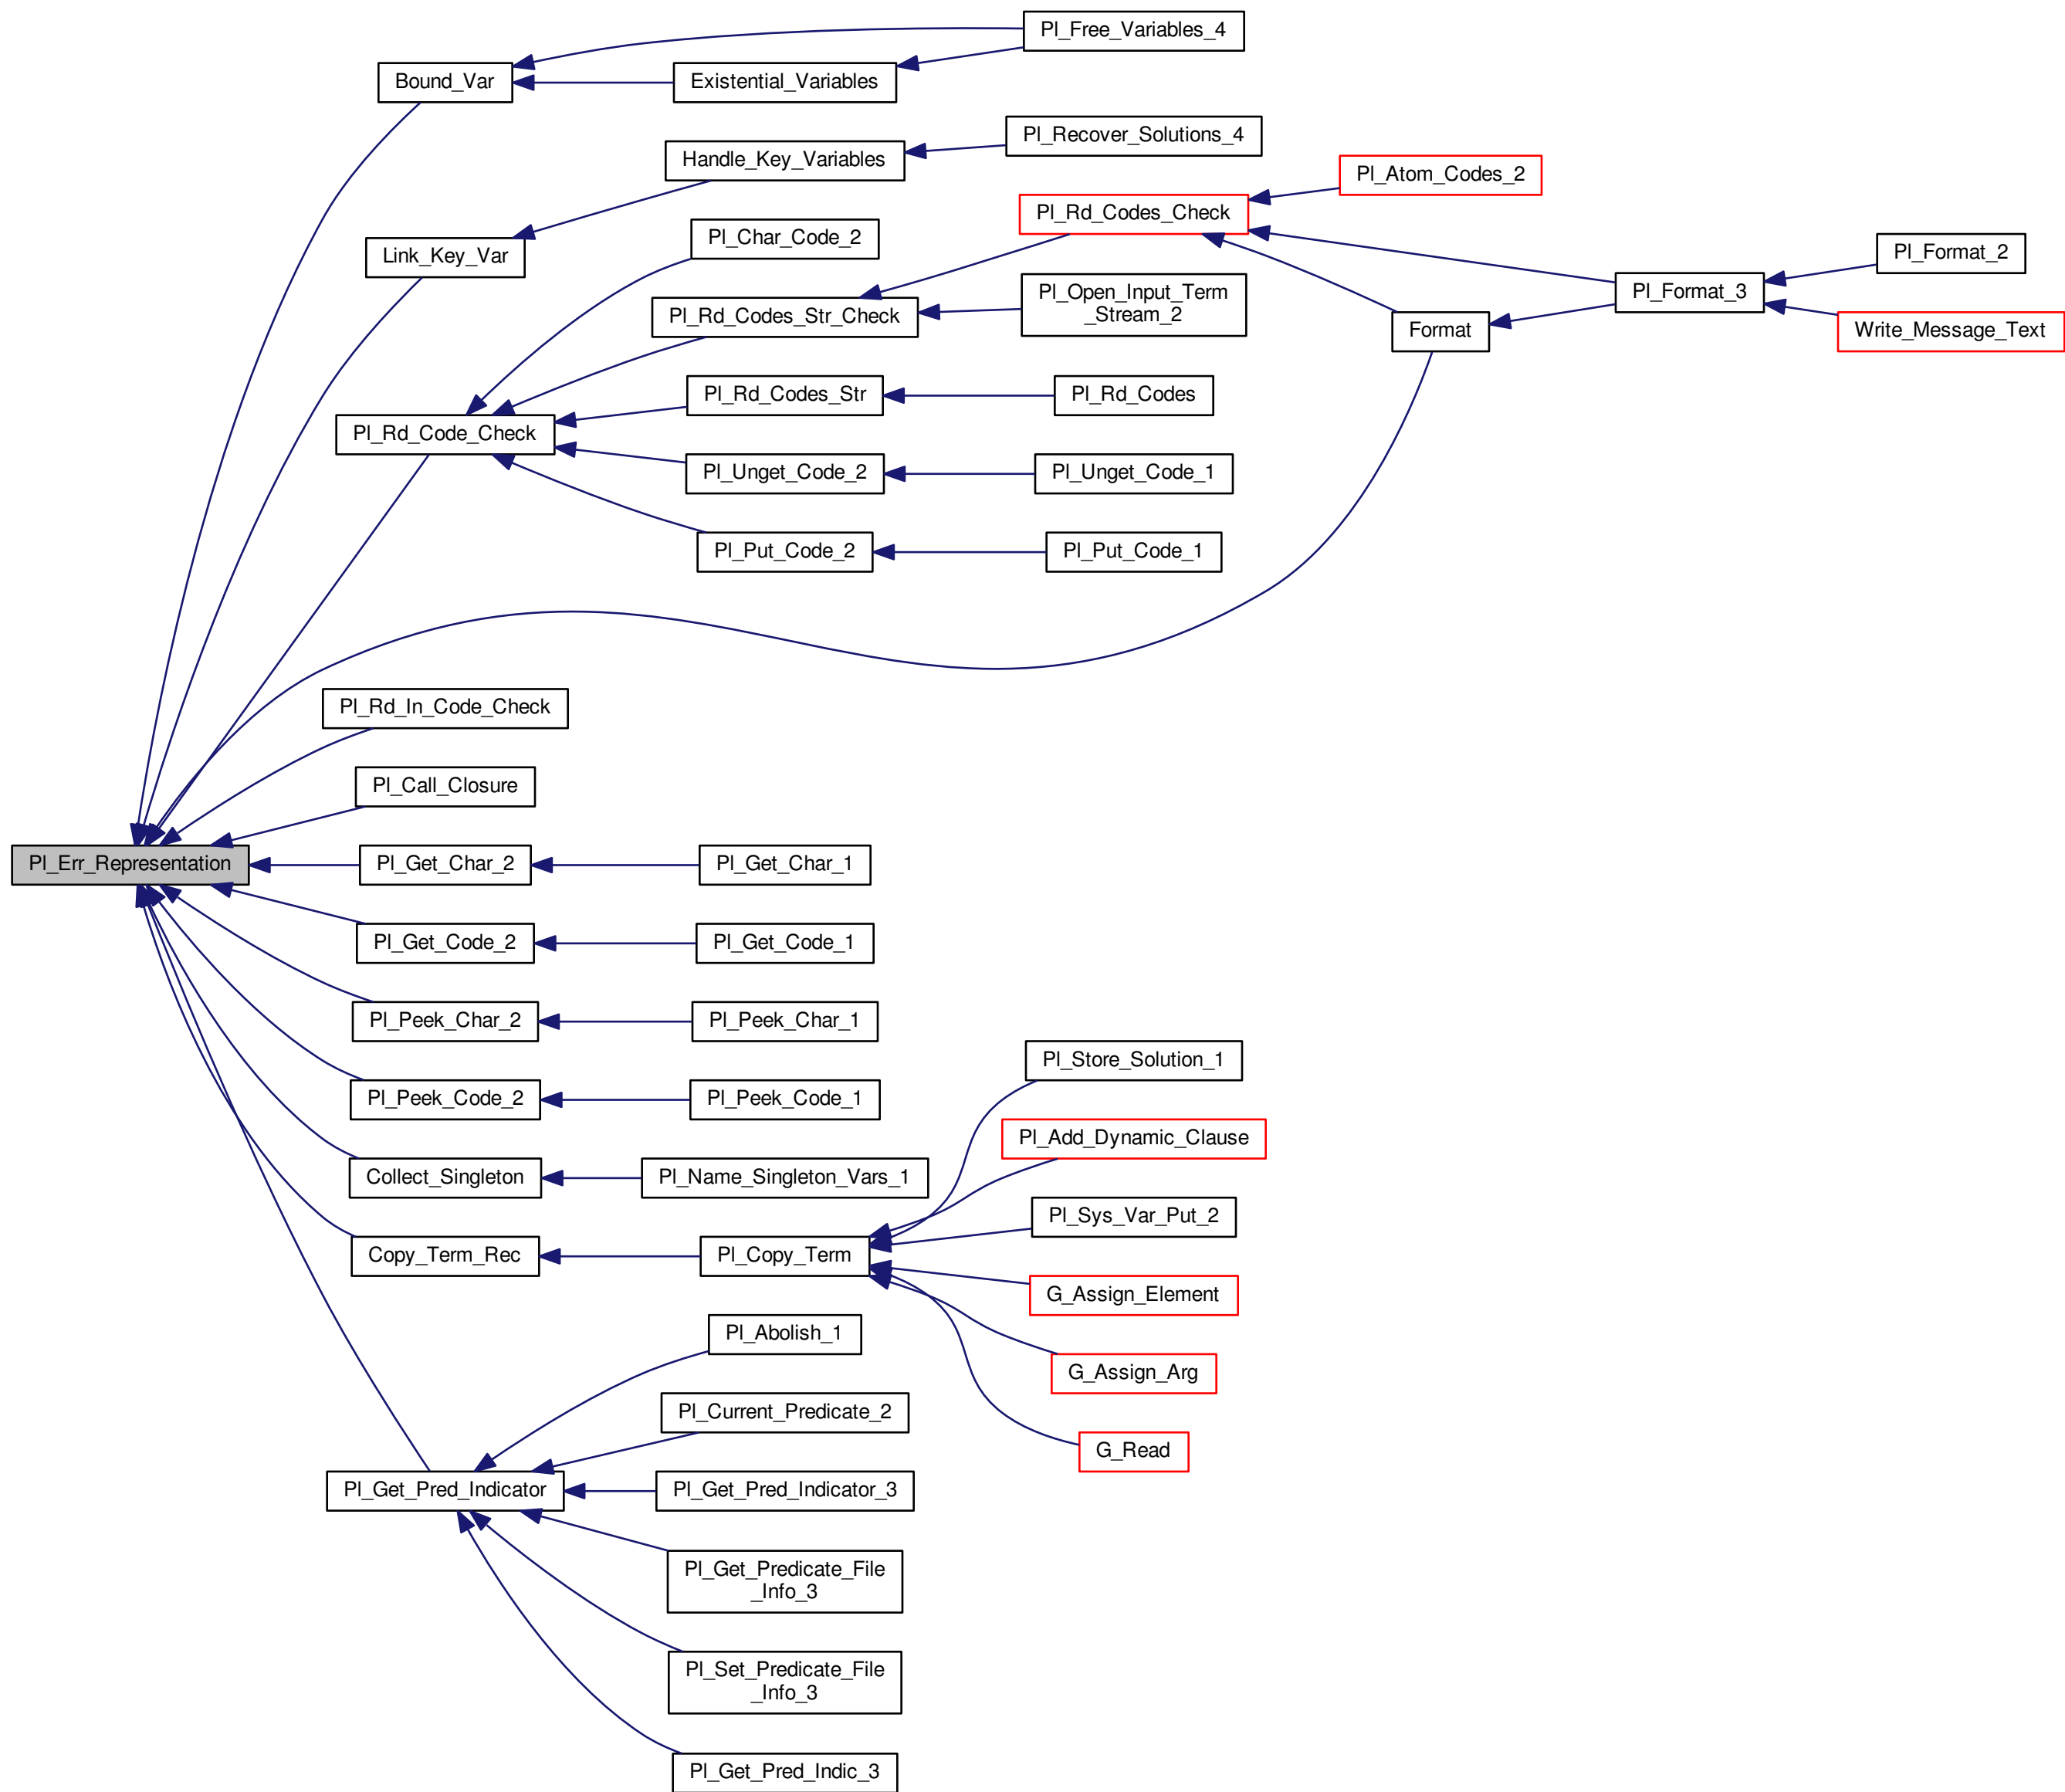 Pl_Free_Variables_4
Bound_Var
Existential_Variables
Pl_Recover_Solutions_4
Handle_Key_Variables
Pl_Atom_Codes_2
Pl_Rd_Codes_Check
Pl_Char_Code_2
Link_Key_Var
Pl_Format_2
Pl_Open_Input_Term
_Stream_2
Pl_Format_3
Pl_Rd_Codes_Str_Check
Format
Write_Message_Text
Pl_Rd_Codes_Str
Pl_Rd_Codes
Pl_Rd_Code_Check
Pl_Unget_Code_2
Pl_Unget_Code_1
Pl_Put_Code_2
Pl_Put_Code_1
Pl_Rd_In_Code_Check
Pl_Call_Closure
Pl_Err_Representation
Pl_Get_Char_2
Pl_Get_Char_1
Pl_Get_Code_2
Pl_Get_Code_1
Pl_Peek_Char_2
Pl_Peek_Char_1
Pl_Store_Solution_1
Pl_Peek_Code_2
Pl_Peek_Code_1
Pl_Add_Dynamic_Clause
Collect_Singleton
Pl_Name_Singleton_Vars_1
Pl_Sys_Var_Put_2
Copy_Term_Rec
Pl_Copy_Term
G_Assign_Element
Pl_Abolish_1
G_Assign_Arg
Pl_Current_Predicate_2
G_Read
Pl_Get_Pred_Indicator
Pl_Get_Pred_Indicator_3
Pl_Get_Predicate_File
_Info_3
Pl_Set_Predicate_File
_Info_3
Pl_Get_Pred_Indic_3